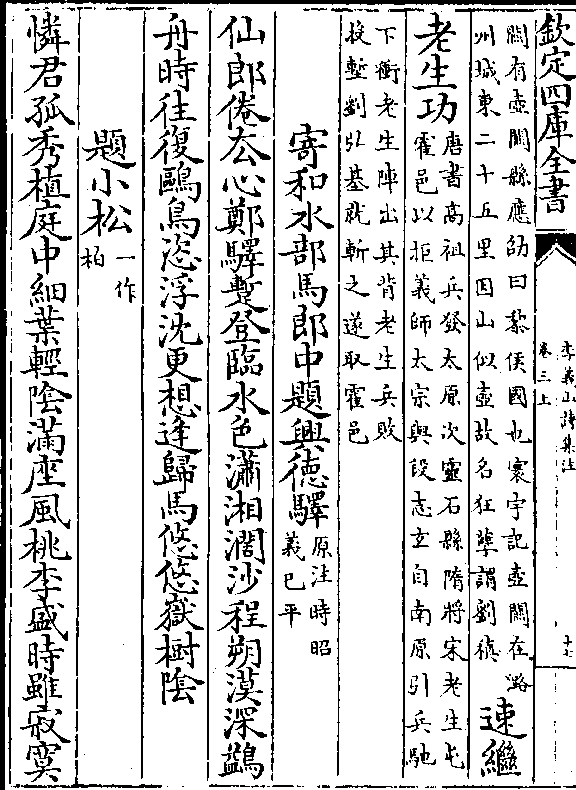 欽定四庫全書
李義山詩集注
卷三上
十七
關有壺關縣應劭曰黎侯國也寰宇記壺關在潞
州城東二十五里因山似壺故名狂孽謂劉稹
速繼
老生功
唐書高祖兵發太原次靈石縣隋將宋老生屯
霍邑以拒義師太宗與段志玄自南原引兵馳
下衝老生陣出其背老生兵敗
投塹劉弘基就斬之遂取霍邑
寄和水部馬郎中題興德驛
原注時昭
義已平
仙郎倦去心鄭驛暫登臨水色瀟湘濶沙程朔漠深鷁
舟時往復鷗鳥恣浮沈更想逢歸馬悠悠嶽樹隂
題小松
一作
柏
憐君孤秀植庭中細葉輕隂滿座風桃李盛時雖寂寞